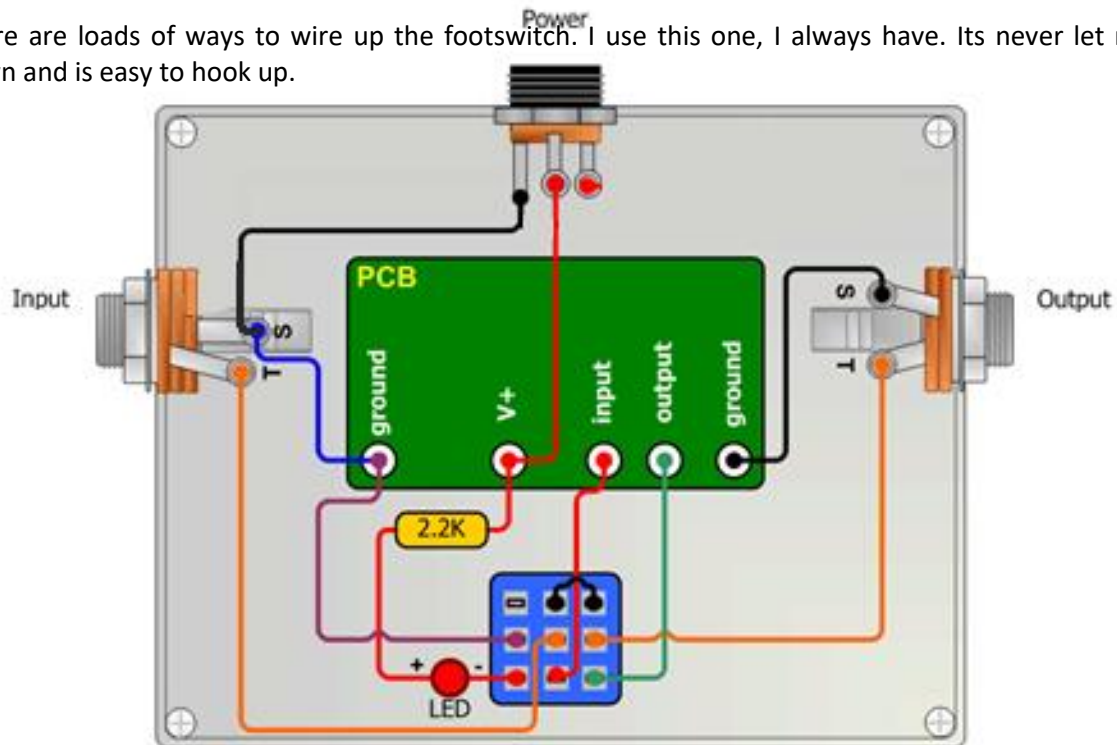 Power
re are loads of ways to wire up the footswitch. I use this one, I always have. Its never let
and is easy to hook up.
PCB
Input
Output
S
T
S
T
ground
V+
input
output
ground
2.2K
+
-
LED